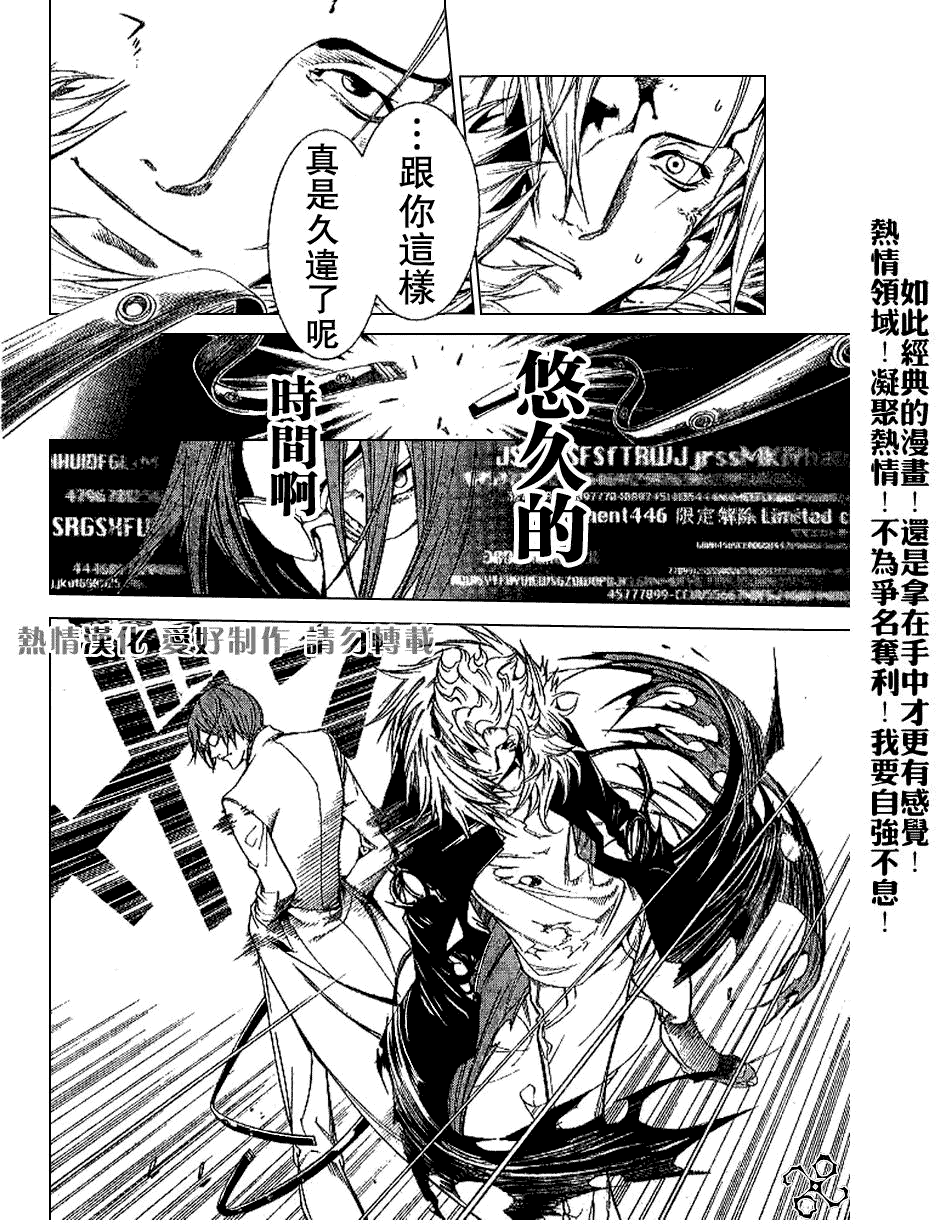 …
跟你這樣
真是久違了呢
悠久的
時間啊
限定解除 Limited c
ment446
45777899-CC
SRGSXFU
熱情漢化 愛好制作 請勿轉載
如此經典的漫畫！還是拿在手中才更有感覺！
熱情領域！凝聚熱情！不為爭名奪利！我要自強不息！